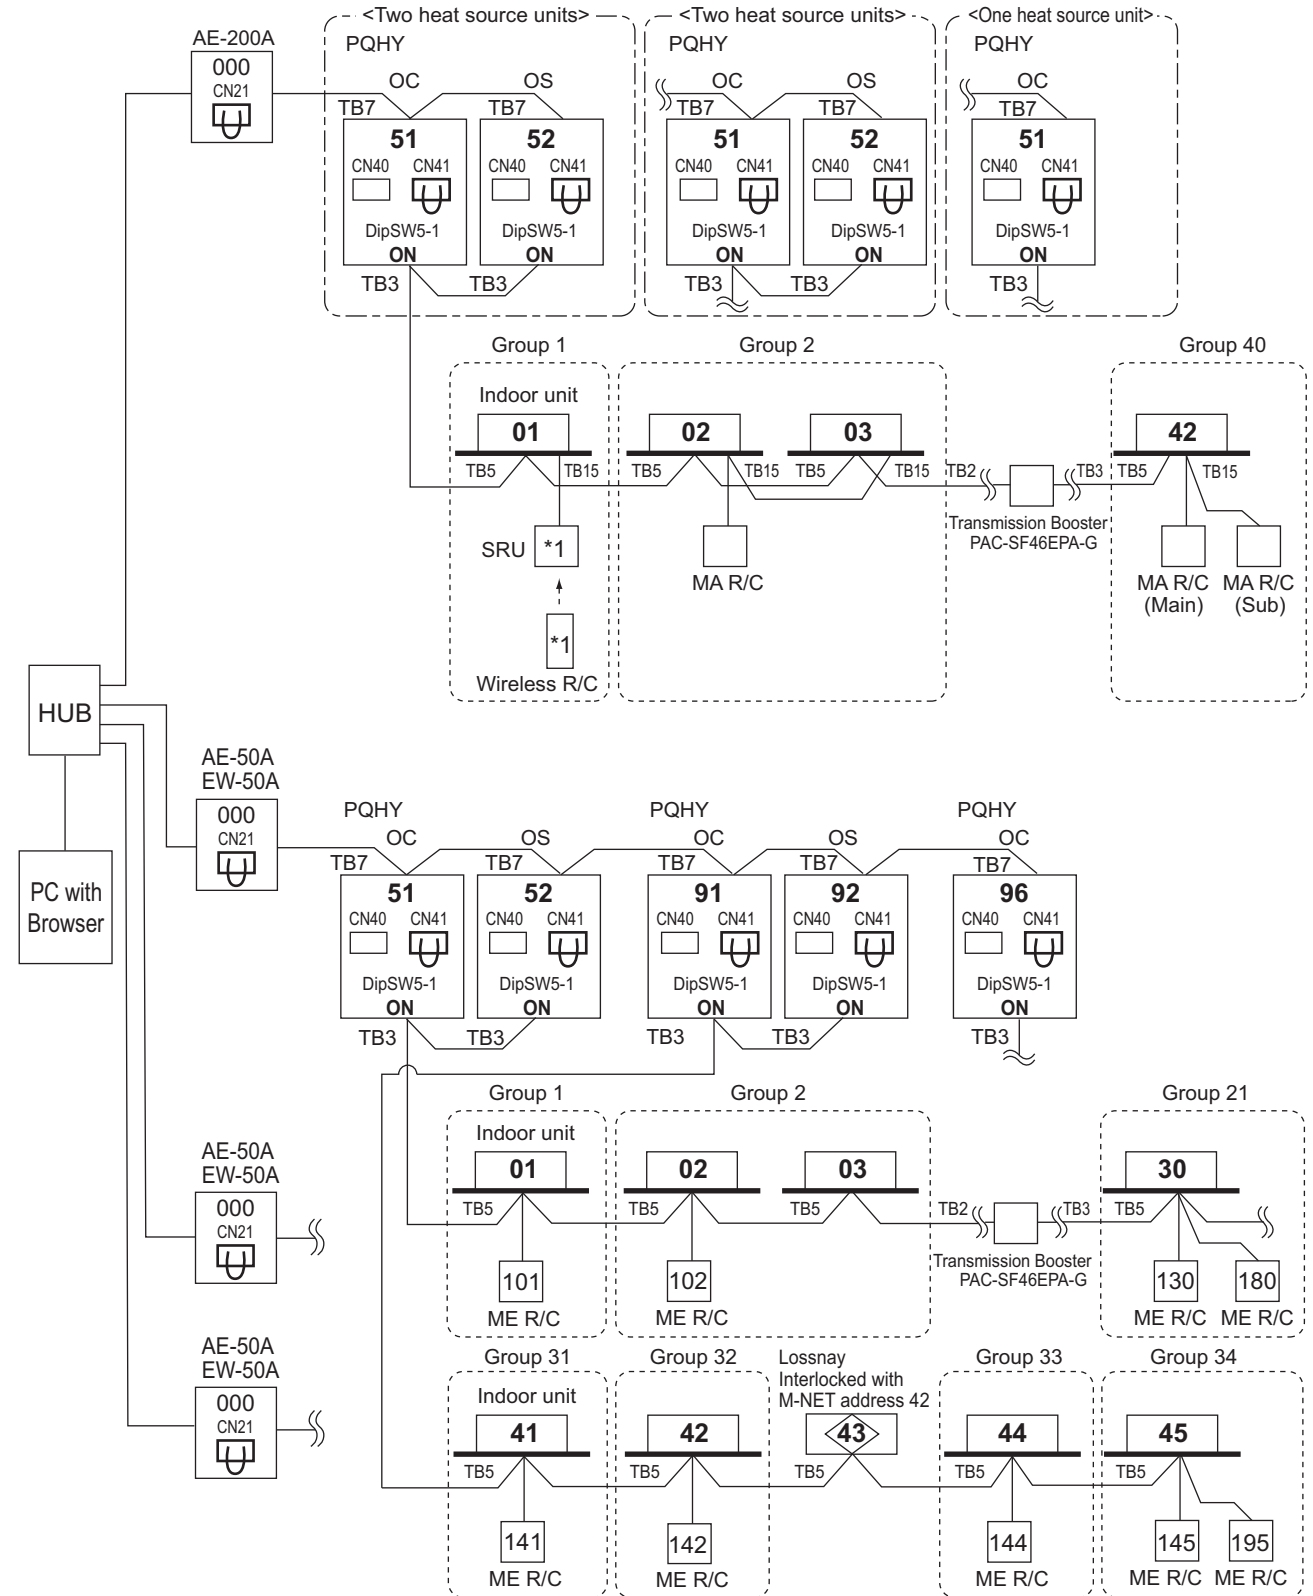 <Two heat source units>
<Two heat source units>
<One heat source unit>
AE-200A
PQHY
PQHY
PQHY
000
CN21
OC
OS
OC
OS
OC
TB7
TB7
TB7
TB7
TB7
51
52
51
52
51
CN40 CN41
CN40 CN41
CN40 CN41
CN40 CN41
CN40 CN41
DipSW5-1
DipSW5-1
DipSW5-1
DipSW5-1
DipSW5-1
ON
ON
ON
ON
ON
TB3
TB3
TB3
TB3
TB3
Group 1
Group 2
Group 40
Indoor unit
01
02
03
42
TB5
TB15
TB5
TB15
TB5
TB15
TB2
TB3
TB5
TB15
Transmission Booster
PAC-SF46EPA-G
SRU
*1
MA R/C
MA R/C
(Main)
MA R/C
(Sub)
*1
Wireless R/C
HUB
PC with
Browser
AE-50A
EW-50A
000
CN21
PQHY
PQHY
PQHY
OC
OS
OC
OS
OC
TB7
TB7
TB7
TB7
TB7
51
52
91
92
96
CN40 CN41
CN40 CN41
CN40 CN41
CN40 CN41
CN40 CN41
DipSW5-1
DipSW5-1
DipSW5-1
DipSW5-1
DipSW5-1
ON
ON
ON
ON
ON
TB3
TB3
TB3
TB3
TB3
Group 1
Group 2
Group 21
Indoor unit
01
02
03
30
TB5
TB5
TB5
TB2
TB3
TB5
Transmission Booster
PAC-SF46EPA-G
101
102
130
180
ME R/C
ME R/C
ME R/C
ME R/C
AE-50A
EW-50A
000
CN21
AE-50A
EW-50A
000
CN21
Group 31
Group 32
Lossnay
Interlocked with
M-NET address 42
Group 33
Group 34
Indoor unit
41
42
43
44
45
TB5
TB5
TB5
TB5
TB5
141
142
144
145
195
ME R/C
ME R/C
ME R/C
ME R/C
ME R/C